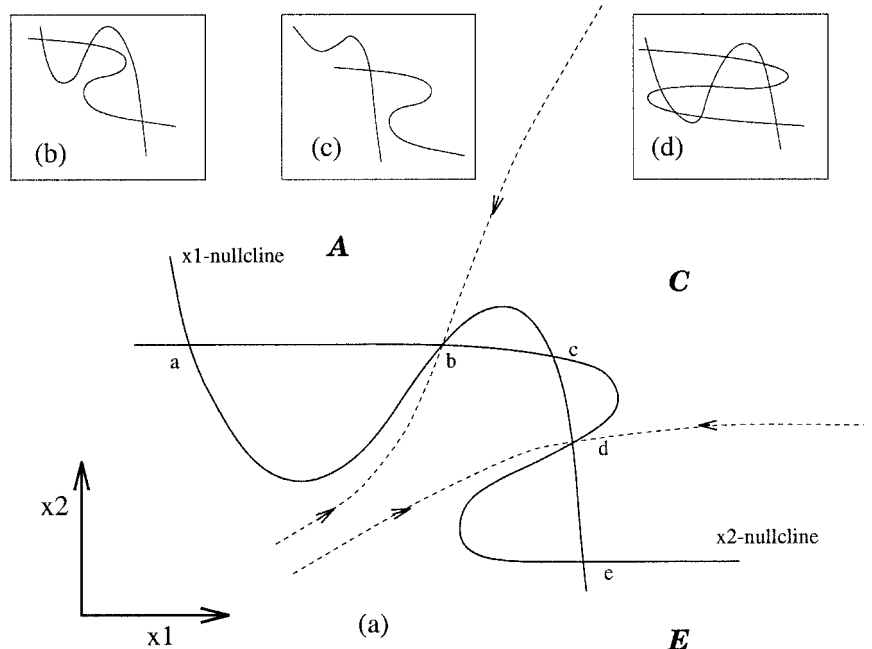 (b)
(c)
(d)
x1-nullcline
A
C
a
b
c
d
x2
x2-nullcline
e
x1
(a)
E